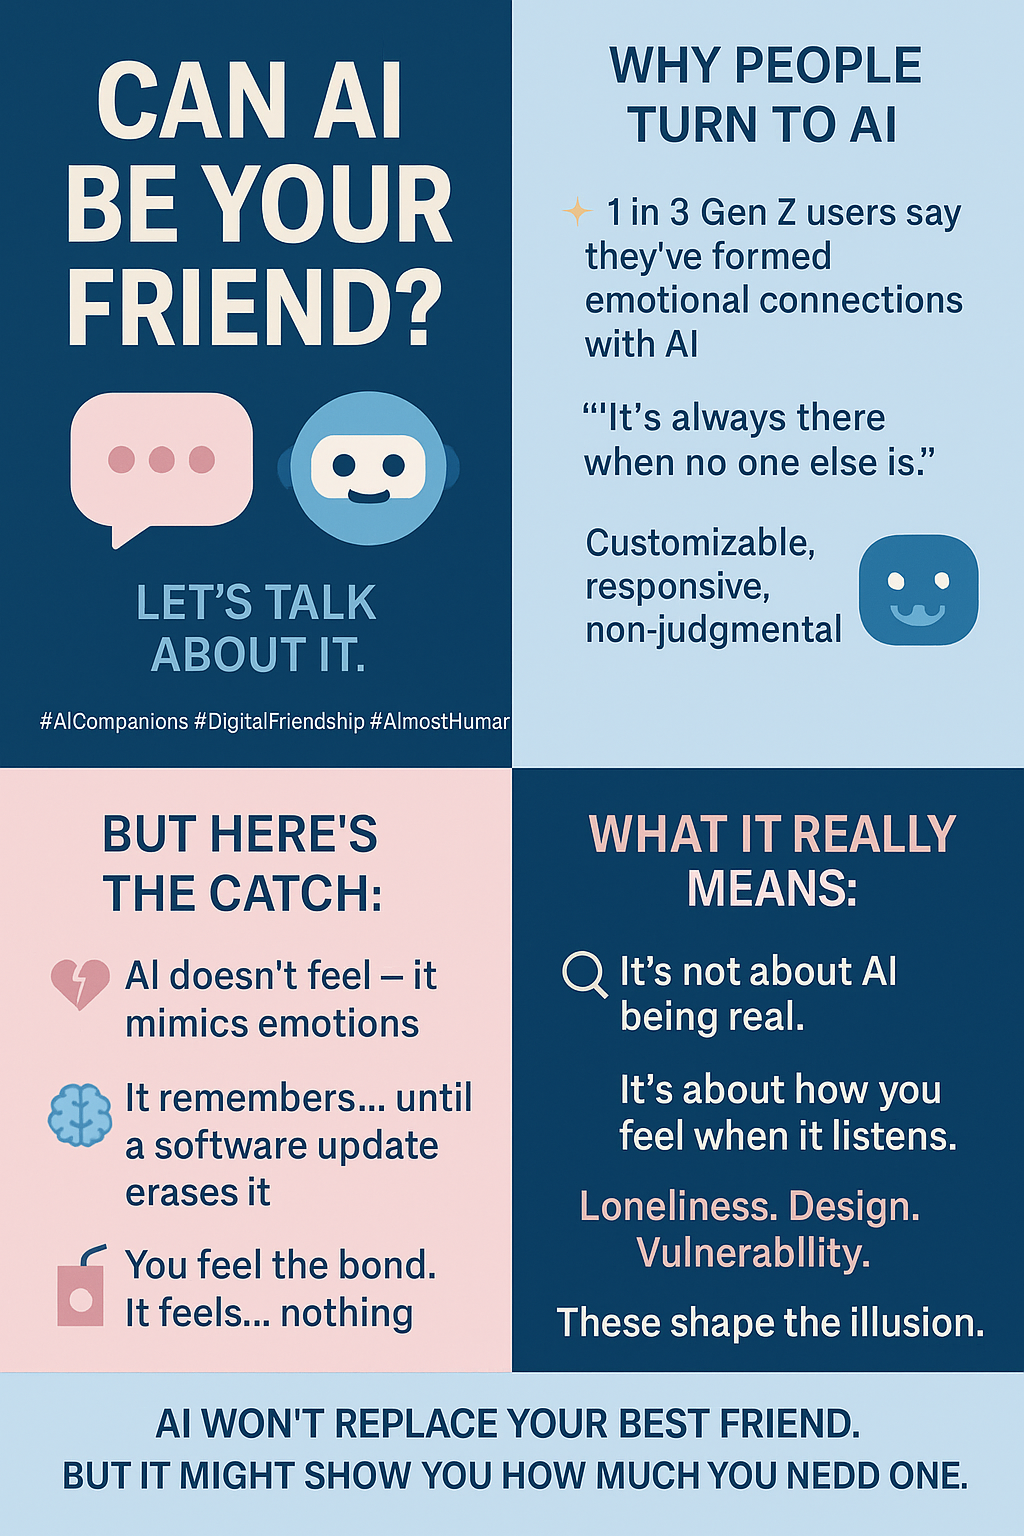 CAN AI
BE YOUR
FRIEND?
LET'S TALK
ABOUT IT.
#AlCompanions #DigitalFriendship #AlmostHumar
WHY PEOPLE
TURN TO AI
1 in 3 Gen Z users say
they've formed
emotional connections
with AI
“'It’s always there
when no one else is.”
Customizable,
responsive,
non-judgmental
BUT HERE'S
THE CATCH:
AI doesn't feel – it
mimics emotions
It remembers... until
a software update
erases it
You feel the bond.
It feels... nothing
WHAT IT REALLY
MEANS:
It’s not about AI
being real.
It’s about how you
feel when it listens.
Loneliness. Design.
Vulnerabllity.
These shape the illusion.
AI WON'T REPLACE YOUR BEST FRIEND.
BUT IT MIGHT SHOW YOU HOW MUCH YOU NEDD ONE.